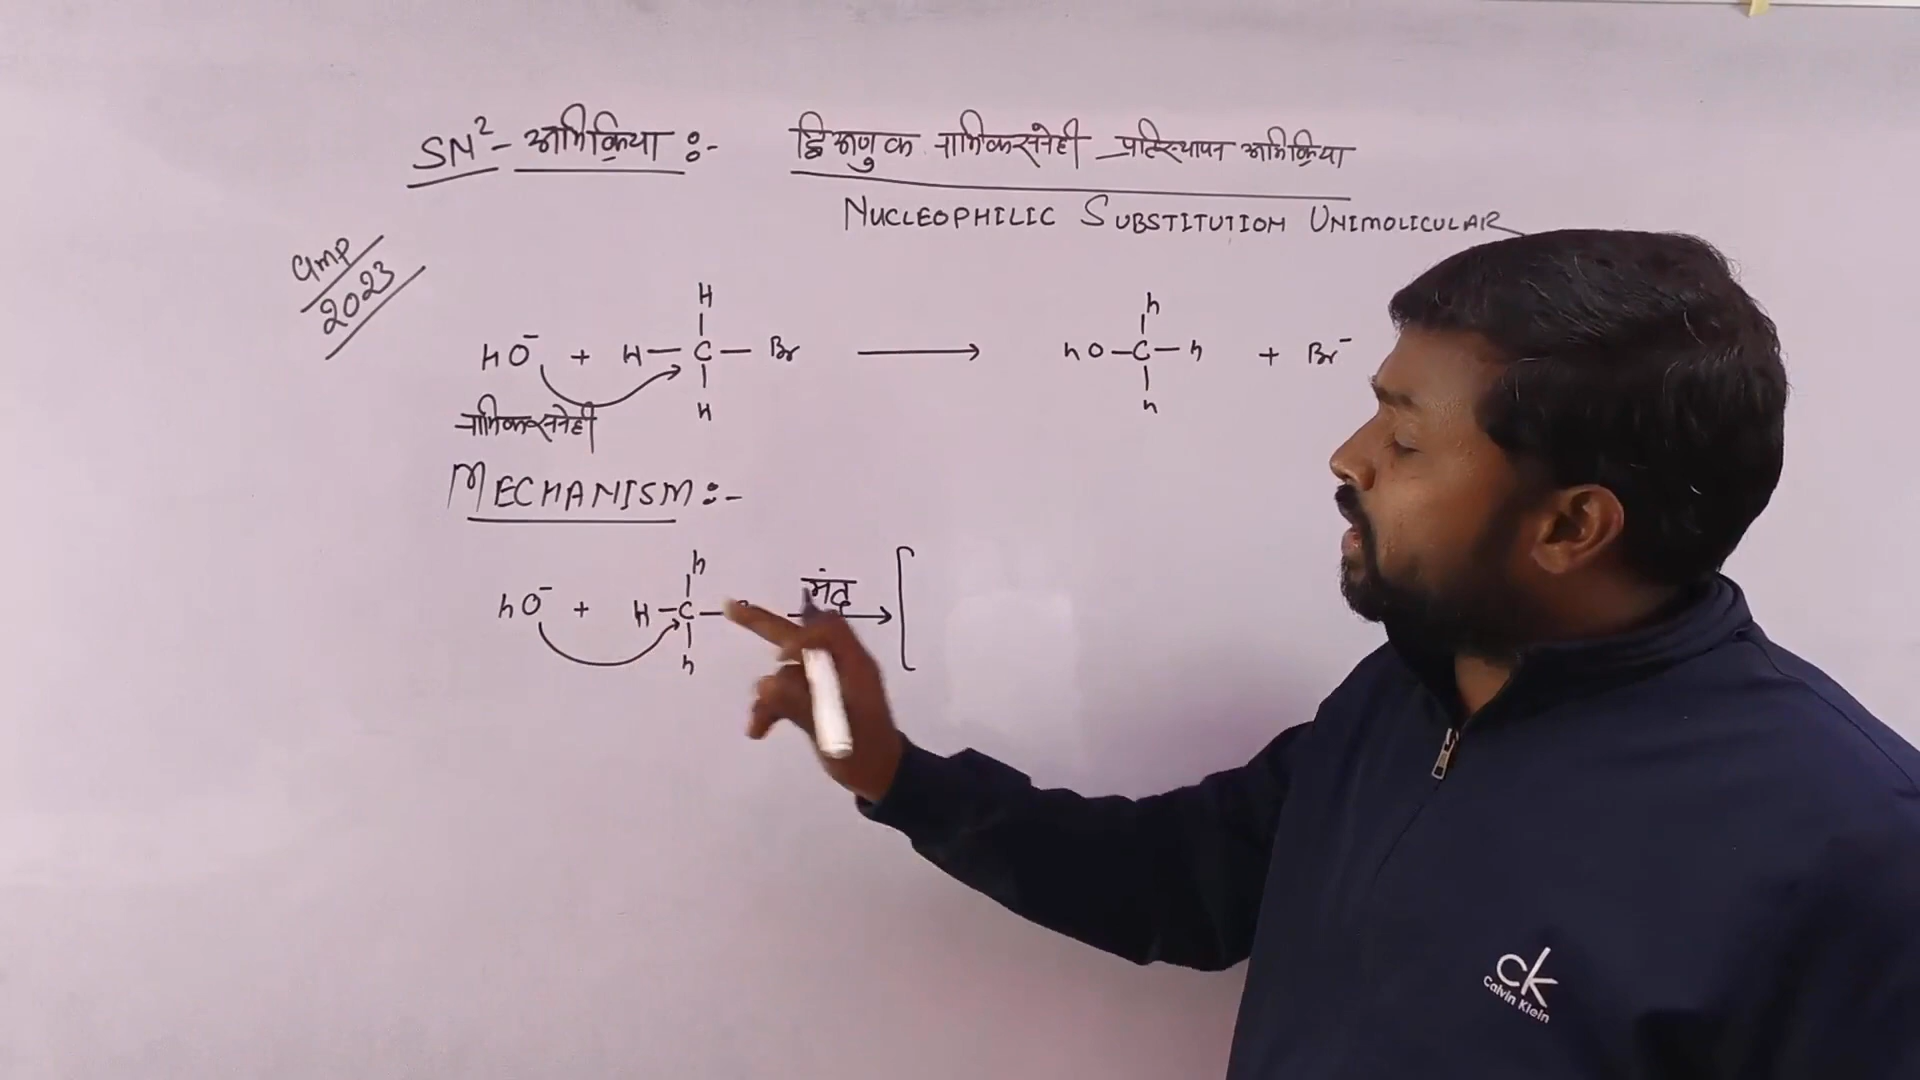 SN²- अभिक्रिया :-
द्विअणुक नाभिकस्नेही प्रतिस्थापन अभिक्रिया
NUCLEOPHILIC SUBSTITUTION UNIMOLICULAR
Imp
2023
H
h
HO⁻ + H—C—Br ⟶ hO—C—h + Br⁻
H
h
नाभिकस्नेही
MECHANISM :-
h
hO⁻ + H—C— मंद → [
h
CK
Calvin Klein